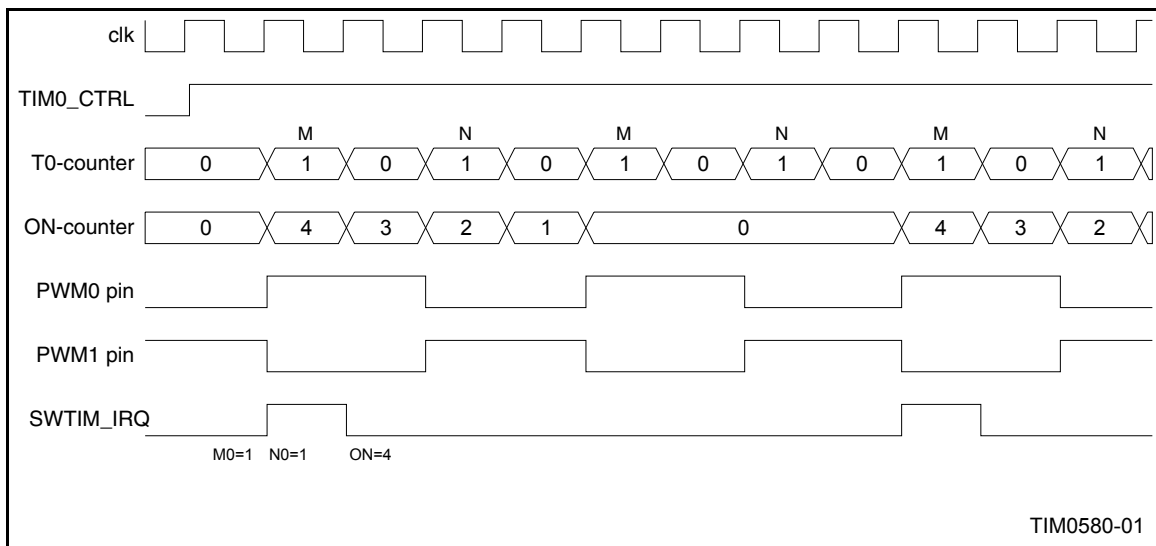 clk
TIM0_CTRL
M N M N M N
T0-counter 0 1 0 1 0 1 0 1 0 1 0 1
ON-counter 0 4 3 2 1 0 4 3 2
PWM0 pin
PWM1 pin
SWTIM_IRQ
M0=1 N0=1 ON=4
TIM0580-01